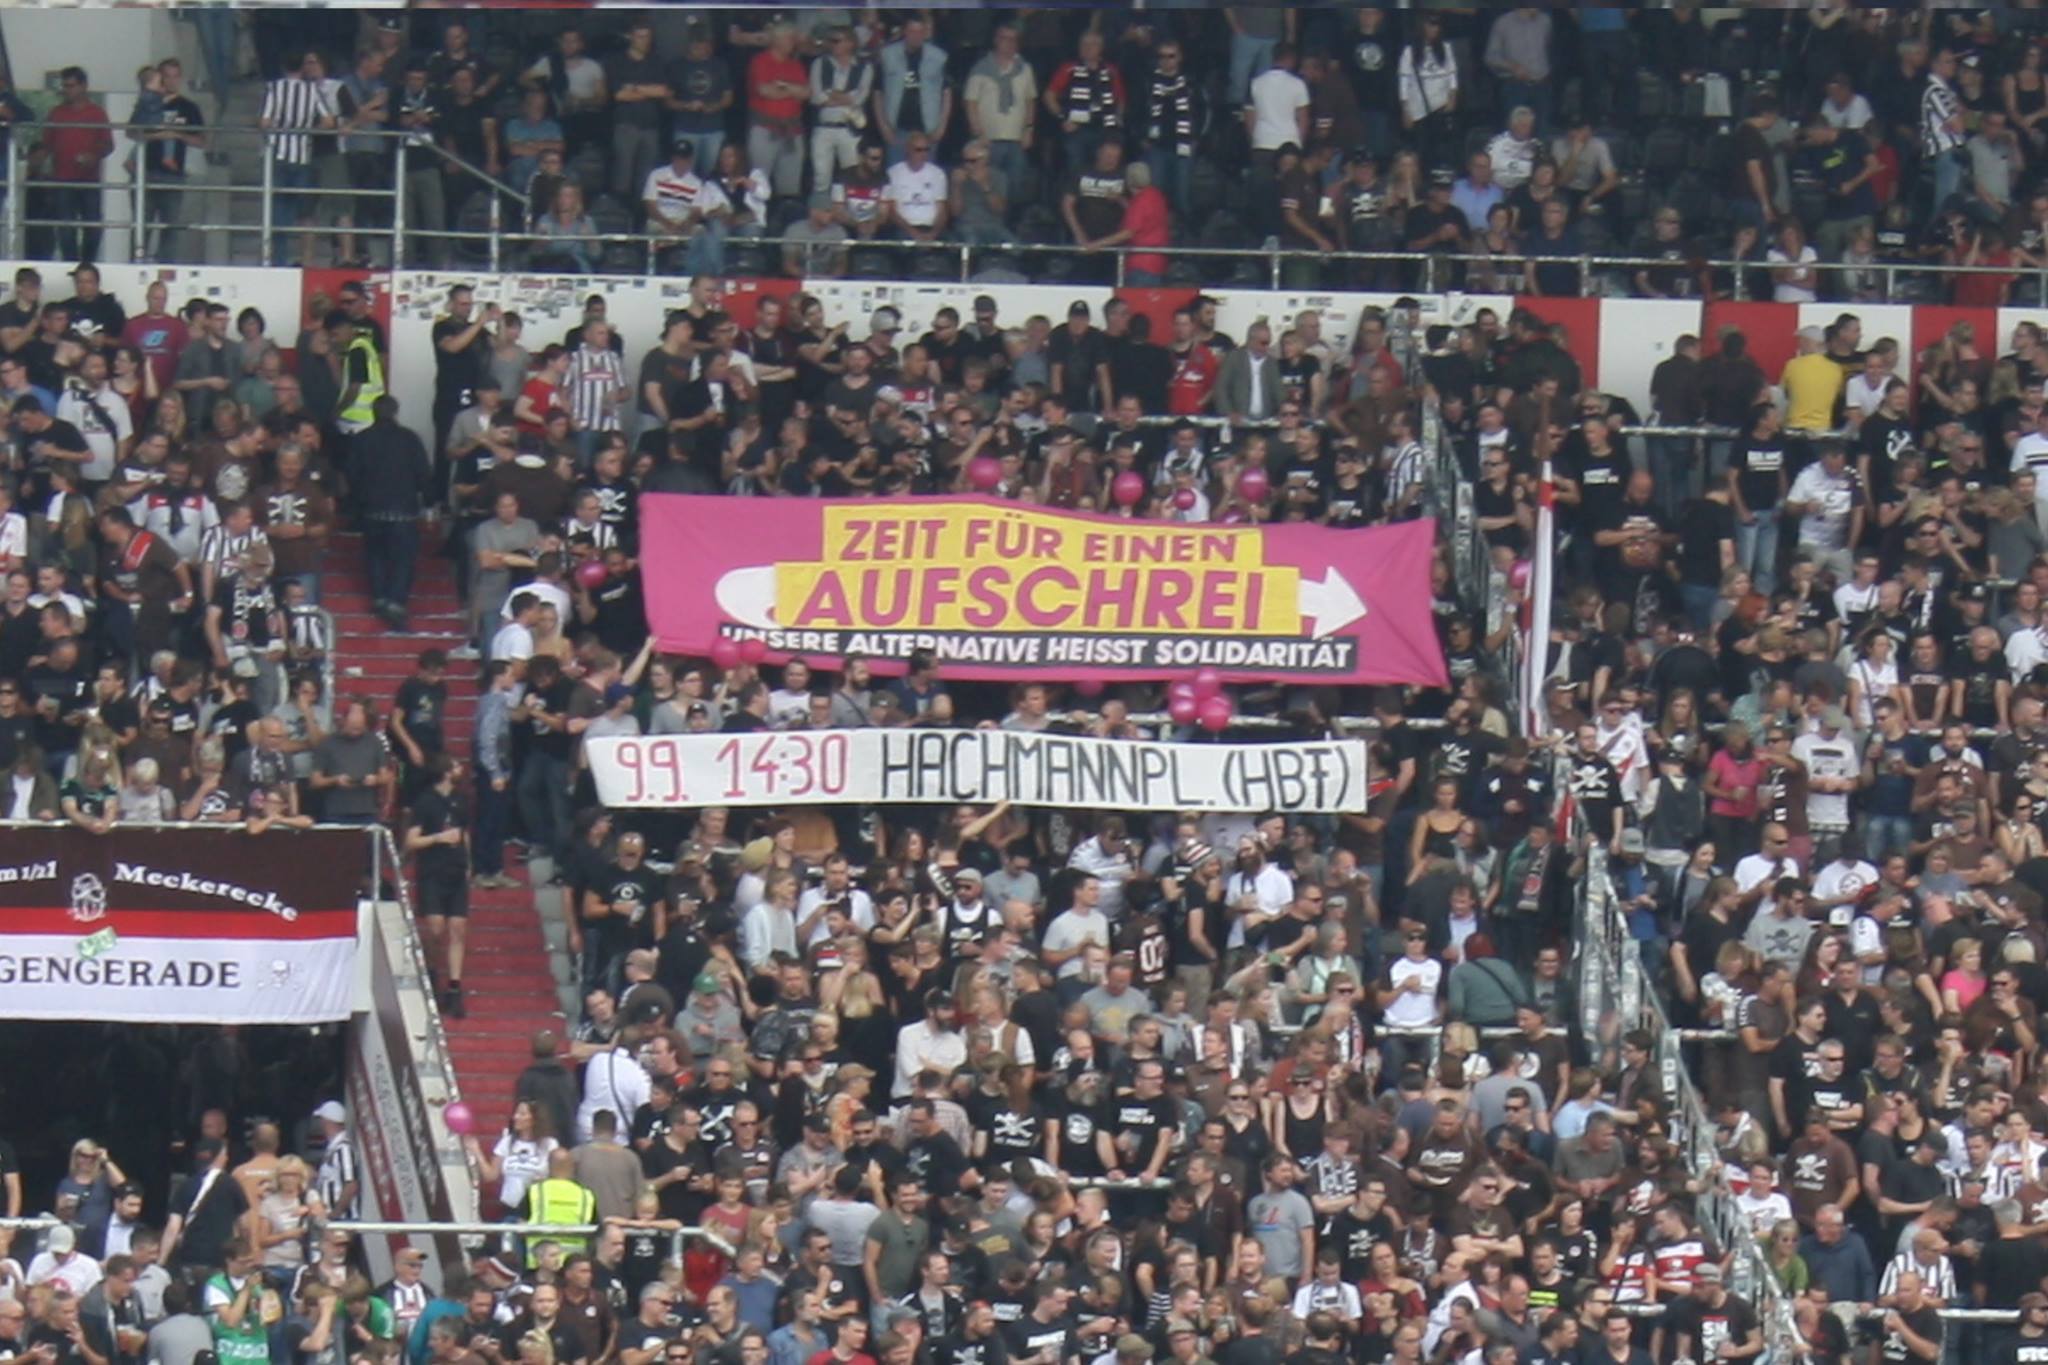 ZEIT FÜR EINEN
AUFSCHREI
UNSERE ALTERNATIVE HEISST SOLIDARITÄT
9.9. 14:30 HACHMANNPL. (HBF)
Meckerecke
GENGERADE